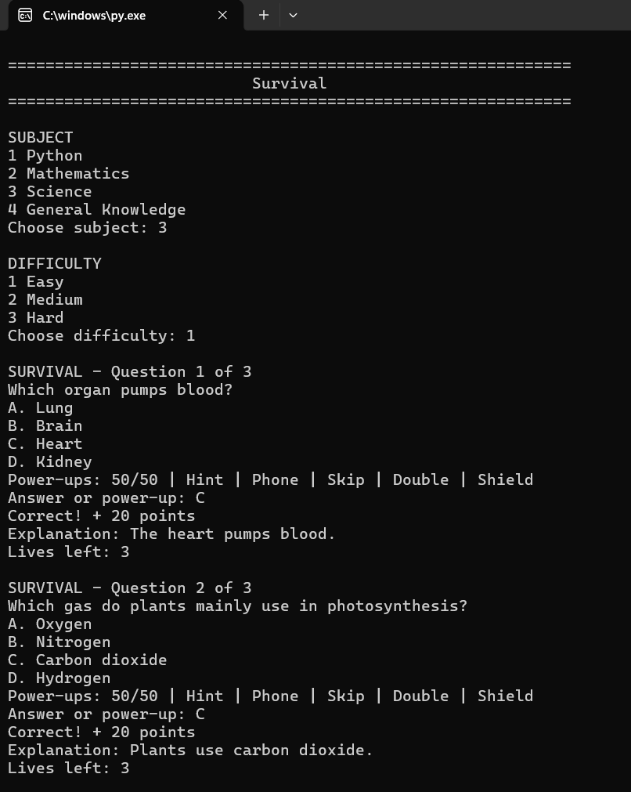 C:\windows\py.exe
============================================================
Survival
============================================================
SUBJECT
1 Python
2 Mathematics
3 Science
4 General Knowledge
Choose subject: 3
DIFFICULTY
1 Easy
2 Medium
3 Hard
Choose difficulty: 1
SURVIVAL - Question 1 of 3
Which organ pumps blood?
A. Lung
B. Brain
C. Heart
D. Kidney
Power-ups: 50/50 | Hint | Phone | Skip | Double | Shield
Answer or power-up: C
Correct! + 20 points
Explanation: The heart pumps blood.
Lives left: 3
SURVIVAL - Question 2 of 3
Which gas do plants mainly use in photosynthesis?
A. Oxygen
B. Nitrogen
C. Carbon dioxide
D. Hydrogen
Power-ups: 50/50 | Hint | Phone | Skip | Double | Shield
Answer or power-up: C
Correct! + 20 points
Explanation: Plants use carbon dioxide.
Lives left: 3